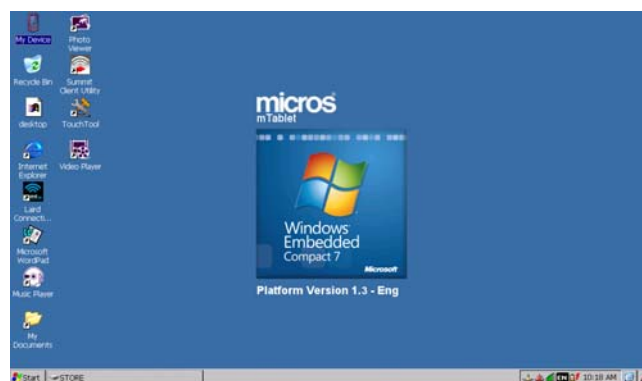 My Device
Photo
Viewer
Recycle Bin
Summit
Client Utility
desktop
TouchTool
Internet
Explorer
Video Player
Laird
Connecti...
Microsoft
WordPad
Music Player
My
Documents
micros
mTablet
Windows
Embedded
Compact 7
Microsoft
Platform Version 1.3 - Eng
Start
STORE
EN
10:18 AM